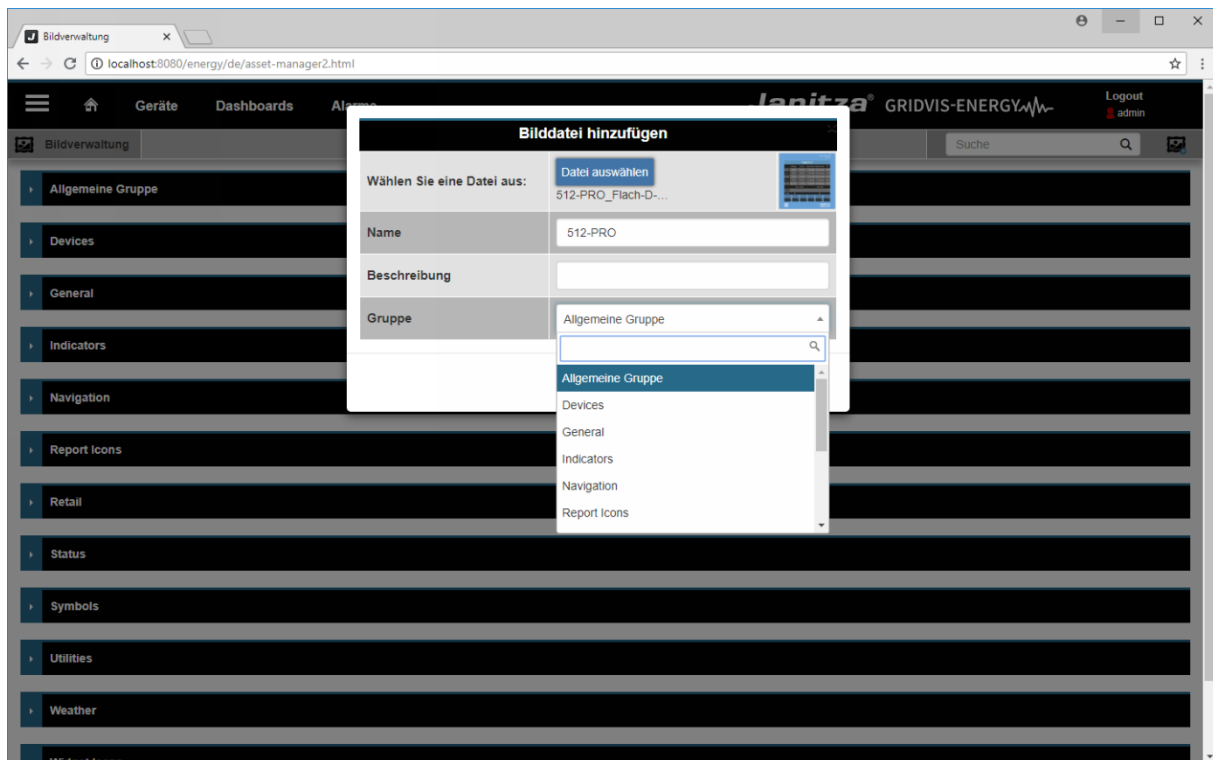 Bildverwaltung
localhost:8080/energy/de/asset-manager2.html
Geräte Dashboards Janitza® GRIDVIS-ENERGY Logout
admin
Bildverwaltung Suche
Bilddatei hinzufügen
Wählen Sie eine Datei aus: Datei auswählen
512-PRO_Flach-D-...
Name 512-PRO
Beschreibung
Gruppe Allgemeine Gruppe
Allgemeine Gruppe
Devices
General
Indicators
Navigation
Report Icons
Allgemeine Gruppe
Devices
General
Indicators
Navigation
Report Icons
Retail
Status
Symbols
Utilities
Weather